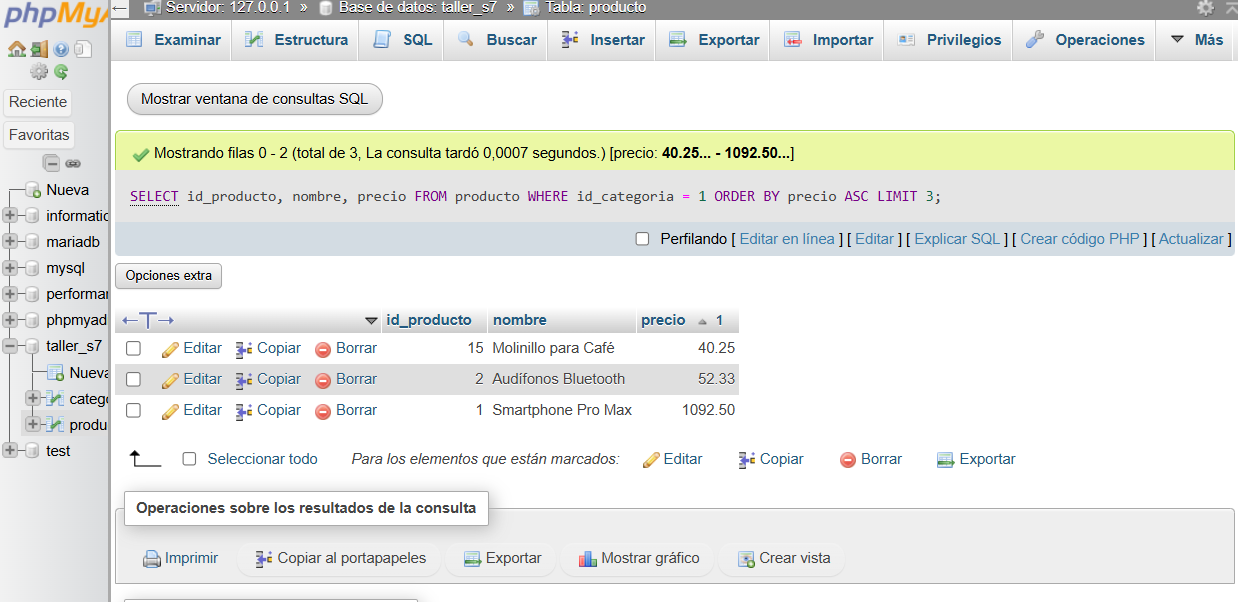 phpMyA
Servidor: 127.0.0.1 » Base de datos: taller_s7 » Tabla: producto
Examinar Estructura SQL Buscar Insertar Exportar Importar Privilegios Operaciones Más
Reciente
Favoritas
Nueva
informatic
mariadb
mysql
performar
phpmyad
taller_s7
Nueva
catego
produ
test
Mostrar ventana de consultas SQL
Mostrando filas 0 - 2 (total de 3, La consulta tardó 0,0007 segundos.) [precio: 40.25... - 1092.50...]
SELECT id_producto, nombre, precio FROM producto WHERE id_categoria = 1 ORDER BY precio ASC LIMIT 3;
Perfilando [ Editar en línea ] [ Editar ] [ Explicar SQL ] [ Crear código PHP ] [ Actualizar ]
Opciones extra
←T→ id_producto nombre precio 1
Editar Copiar Borrar 15 Molinillo para Café 40.25
Editar Copiar Borrar 2 Audífonos Bluetooth 52.33
Editar Copiar Borrar 1 Smartphone Pro Max 1092.50
Seleccionar todo Para los elementos que están marcados: Editar Copiar Borrar Exportar
Operaciones sobre los resultados de la consulta
Imprimir Copiar al portapapeles Exportar Mostrar gráfico Crear vista